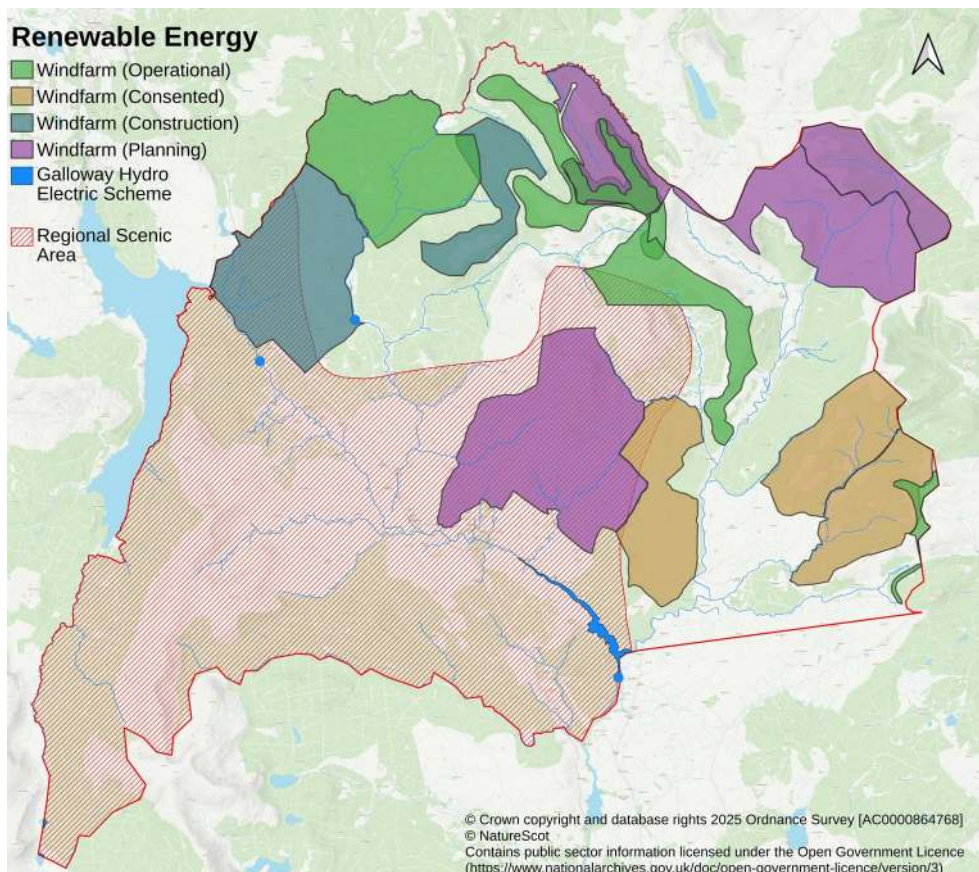 Renewable Energy
Windfarm (Operational)
Windfarm (Consented)
Windfarm (Construction)
Windfarm (Planning)
Galloway Hydro
Electric Scheme
Regional Scenic
Area
© Crown copyright and database rights 2025 Ordnance Survey [AC0000864768]
© NatureScot
Contains public sector information licensed under the Open Government Licence
(https://www.nationalarchives.gov.uk/doc/open-government-licence/version/3)